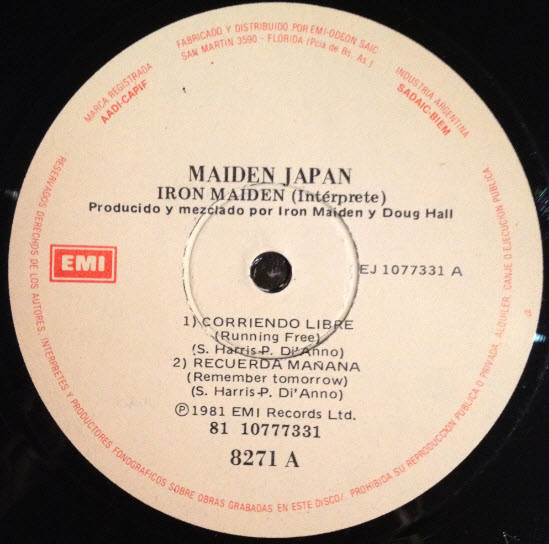 FABRICADO Y DISTRIBUIDO POR EMI-ODEON SAIC
SAN MARTIN 3590 - FLORIDA (Pcia de Bs. As.)
MARCA REGISTRADA
AADI-CAPIF
INDUSTRIA ARGENTINA
SADAIC-BIEM
MAIDEN JAPAN
IRON MAIDEN (Intérprete)
Producido y mezclado por Iron Maiden y Doug Hall
EMI
EJ 1077331 A
1) CORRIENDO LIBRE
(Running Free)
(S. Harris-P. Di'Anno)
2) RECUERDA MAÑANA
(Remember tomorrow)
(S. Harris-P. Di'Anno)
Ⓟ1981 EMI Records Ltd.
81 10777331
8271 A
RESERVADOS DERECHOS DE LOS AUTORES, INTERPRETES Y PRODUCTORES FONOGRAFICOS SOBRE OBRAS GRABADAS EN ESTE DISCO/. PROHIBIDA SU REPRODUCCION PUBLICA O PRIVADA, ALQUILER, CANJE O EJECUCION PUBLICA.